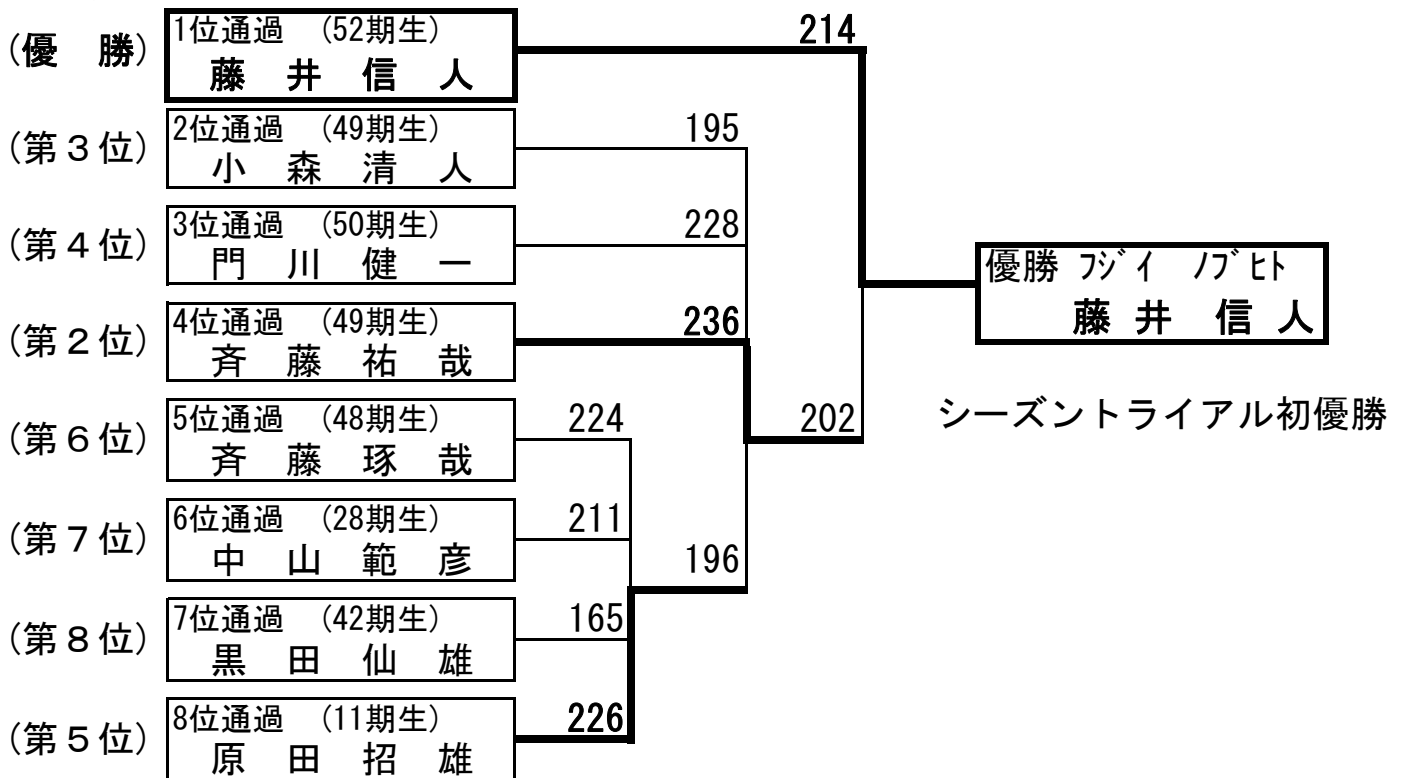 (優　勝)
1位通過　(52期生)
藤　井　信　人
214
(第３位)
2位通過　(49期生)
小　森　清　人
195
(第４位)
3位通過　(50期生)
門　川　健　一
228
(第２位)
4位通過　(49期生)
斉　藤　祐　哉
236
(第６位)
5位通過　(48期生)
斉　藤　琢　哉
224
(第７位)
6位通過　(28期生)
中　山　範　彦
211
(第８位)
7位通過　(42期生)
黒　田　仙　雄
165
(第５位)
8位通過　(11期生)
原　田　招　雄
226
196
202
優勝 ﾌｼﾞｲ　ﾉﾌﾞﾋﾄ
藤 井　信 人
シーズントライアル初優勝